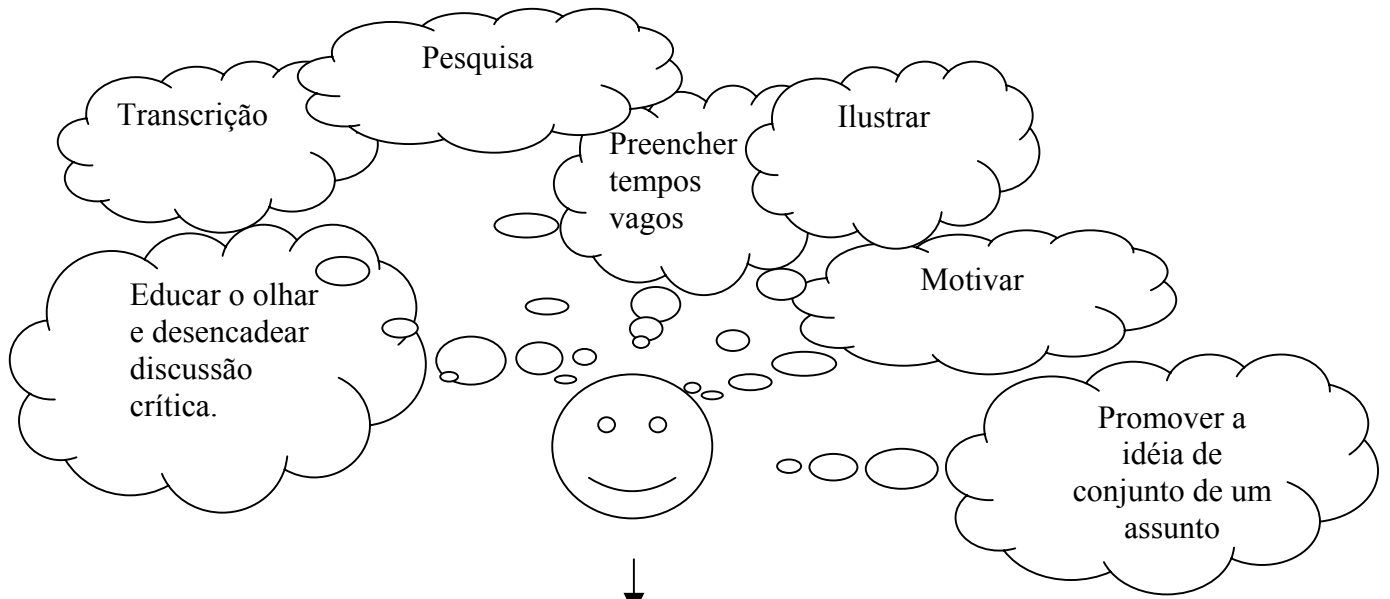 Pesquisa
Transcrição
Ilustrar
Preencher
tempos
vagos
Motivar
Educar o olhar
e desencadear
discussão
crítica.
Promover a
idéia de
conjunto de um
assunto